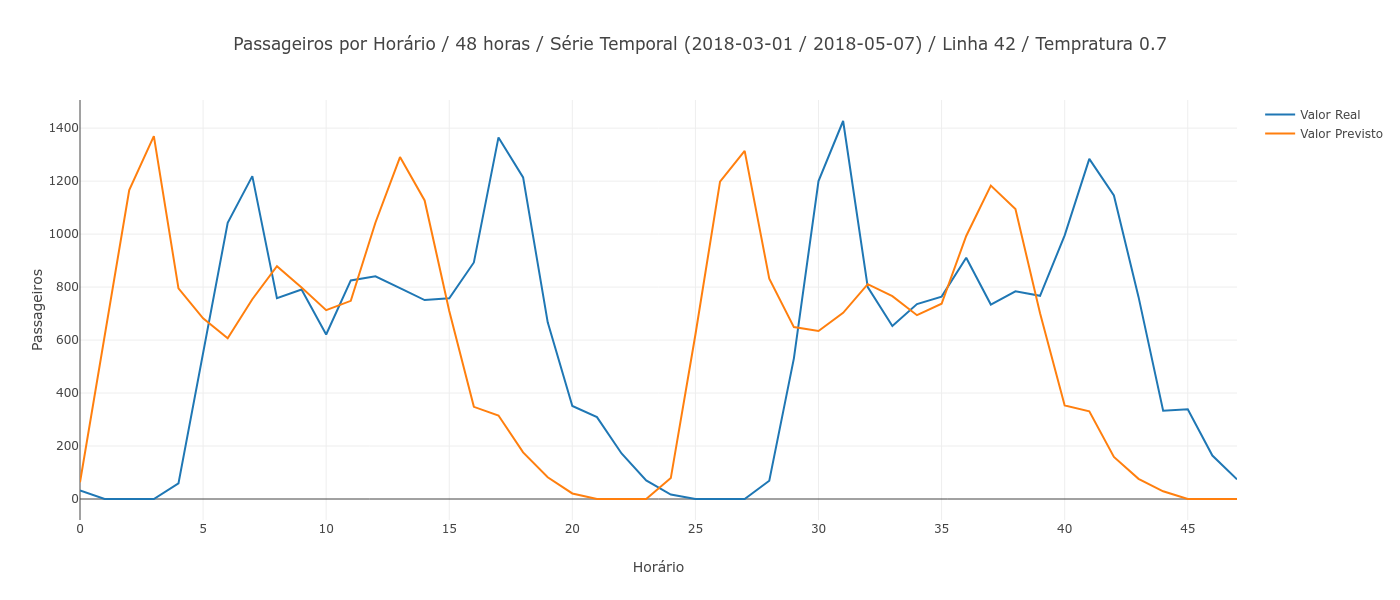 Passageiros por Horário / 48 horas / Série Temporal (2018-03-01 / 2018-05-07) / Linha 42 / Tempratura 0.7
Valor Real
Valor Previsto
1400
1200
1000
800
600
400
200
0
Passageiros
0 5 10 15 20 25 30 35 40 45
Horário